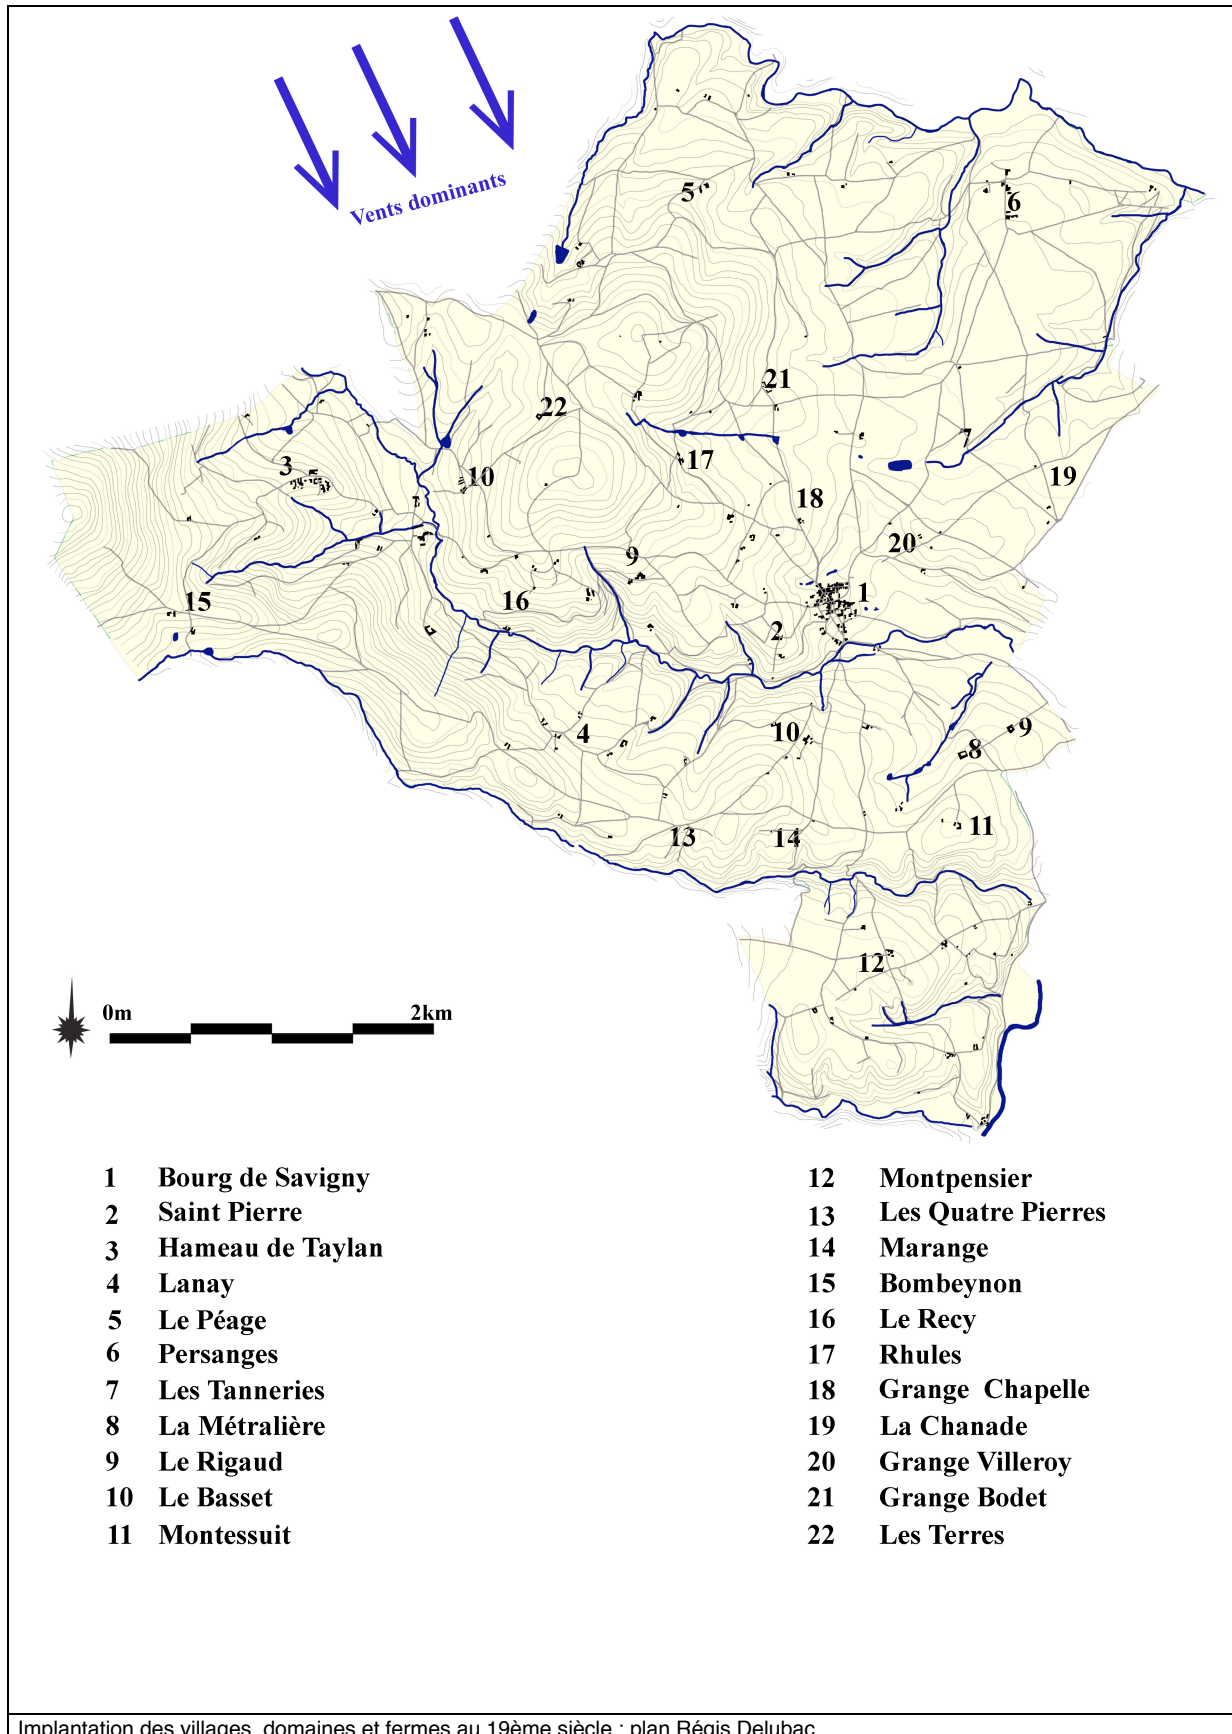 Vents dominants
5
6
21
22
7
3
10
17
19
18
20
9
16
1
15
2
4
10
9
8
13
14
11
12
0m 2km
1 Bourg de Savigny
2 Saint Pierre
3 Hameau de Taylan
4 Lanay
5 Le Péage
6 Persanges
7 Les Tanneries
8 La Métralière
9 Le Rigaud
10 Le Basset
11 Montessuit
12 Montpensier
13 Les Quatre Pierres
14 Marange
15 Bombeynon
16 Le Recy
17 Rhules
18 Grange Chapelle
19 La Chanade
20 Grange Villeroy
21 Grange Bodet
22 Les Terres
Implantation des villages, domaines et fermes au 19ème siècle : plan Régis Delubac